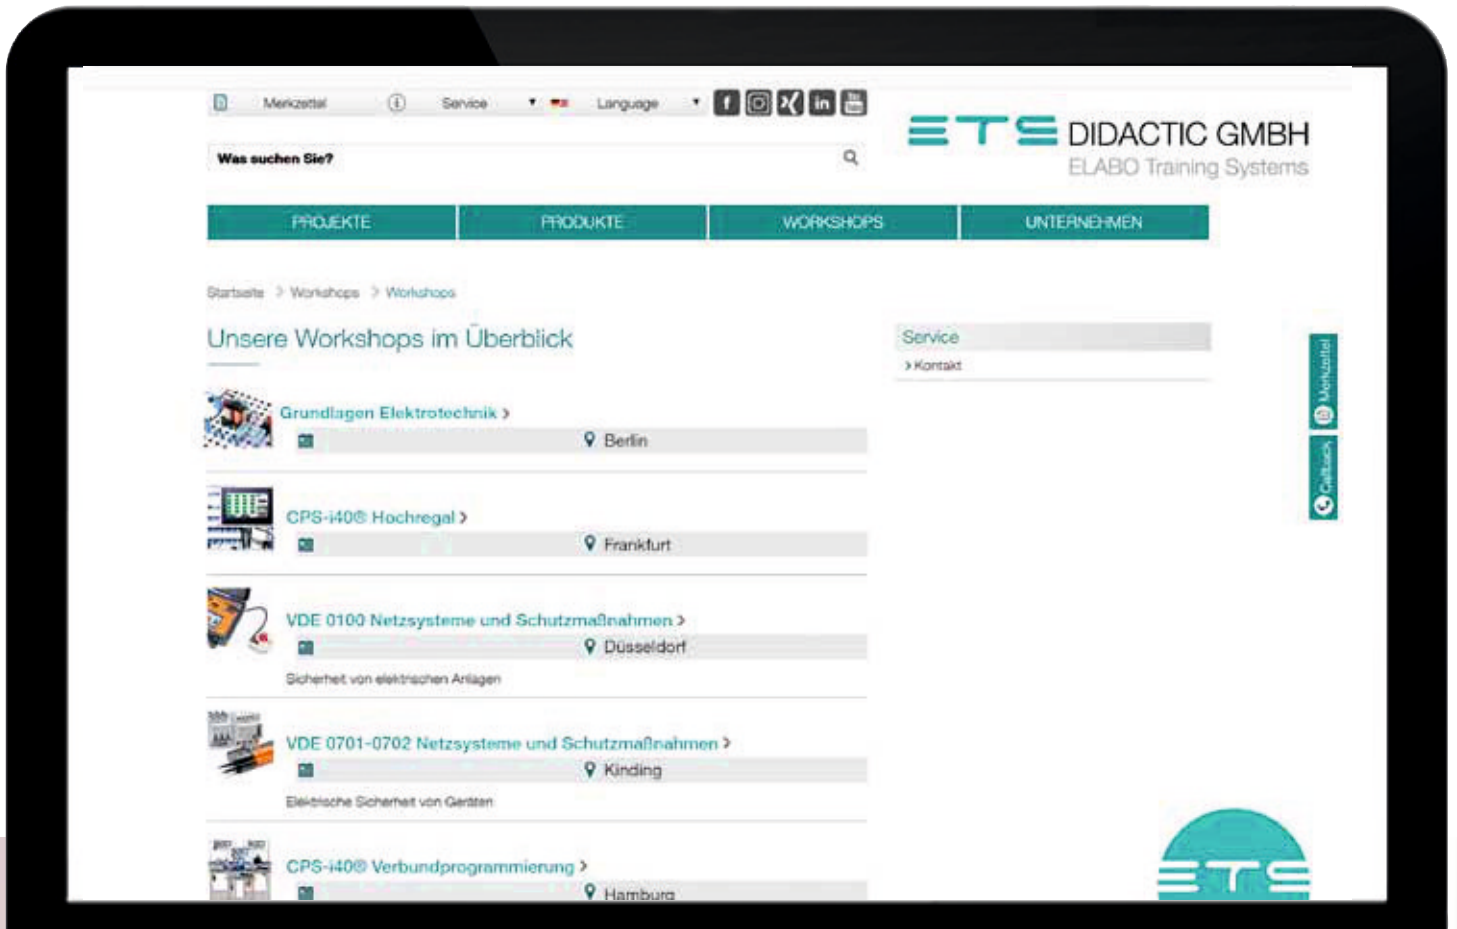 Merkzettel Service Language
Was suchen Sie?
ETS DIDACTIC GMBH
ELABO Training Systems
PROJEKTE PRODUKTE WORKSHOPS UNTERNEHMEN
Startseite > Workshops > Workshops
Unsere Workshops im Überblick
Grundlagen Elektrotechnik >
Berlin
CPS-i40® Hochregal >
Frankfurt
VDE 0100 Netzsysteme und Schutzmaßnahmen >
Düsseldorf
Sicherheit von elektrischen Anlagen
VDE 0701-0702 Netzsysteme und Schutzmaßnahmen >
Kinding
Elektrische Sicherheit von Geräten
CPS-i40® Verbundprogrammierung >
Hamburg
Service
> Kontakt
Merkzettel
Callback
ETS